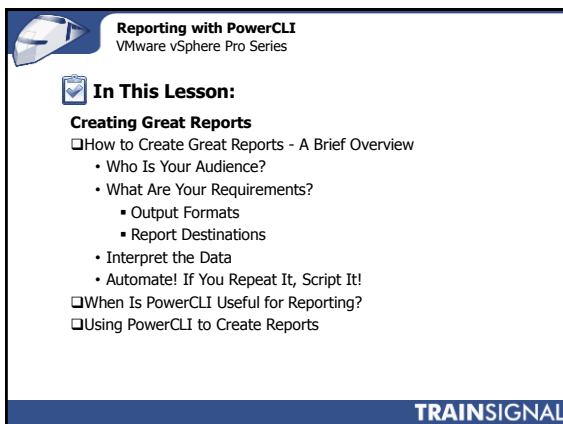 Reporting with PowerCLI
VMware vSphere Pro Series
In This Lesson:
Creating Great Reports
❑How to Create Great Reports - A Brief Overview
• Who Is Your Audience?
• What Are Your Requirements?
▪ Output Formats
▪ Report Destinations
• Interpret the Data
• Automate! If You Repeat It, Script It!
❑When Is PowerCLI Useful for Reporting?
❑Using PowerCLI to Create Reports
TRAINSIGNAL